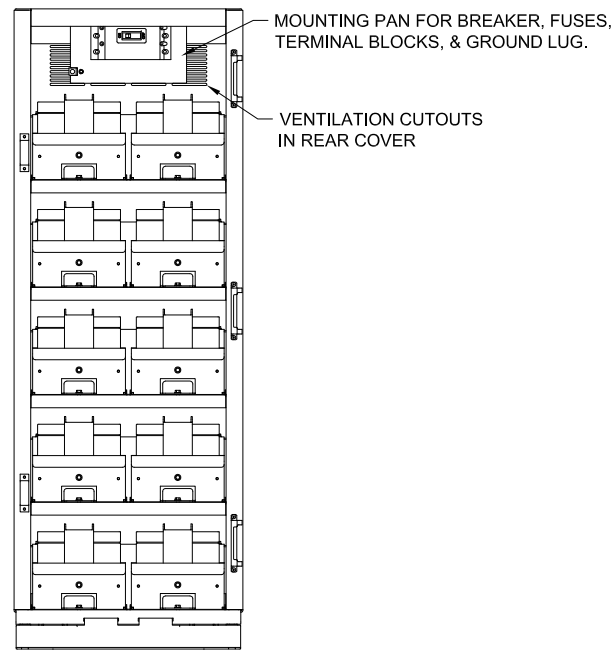 MOUNTING PAN FOR BREAKER, FUSES,
TERMINAL BLOCKS, & GROUND LUG.
VENTILATION CUTOUTS
IN REAR COVER